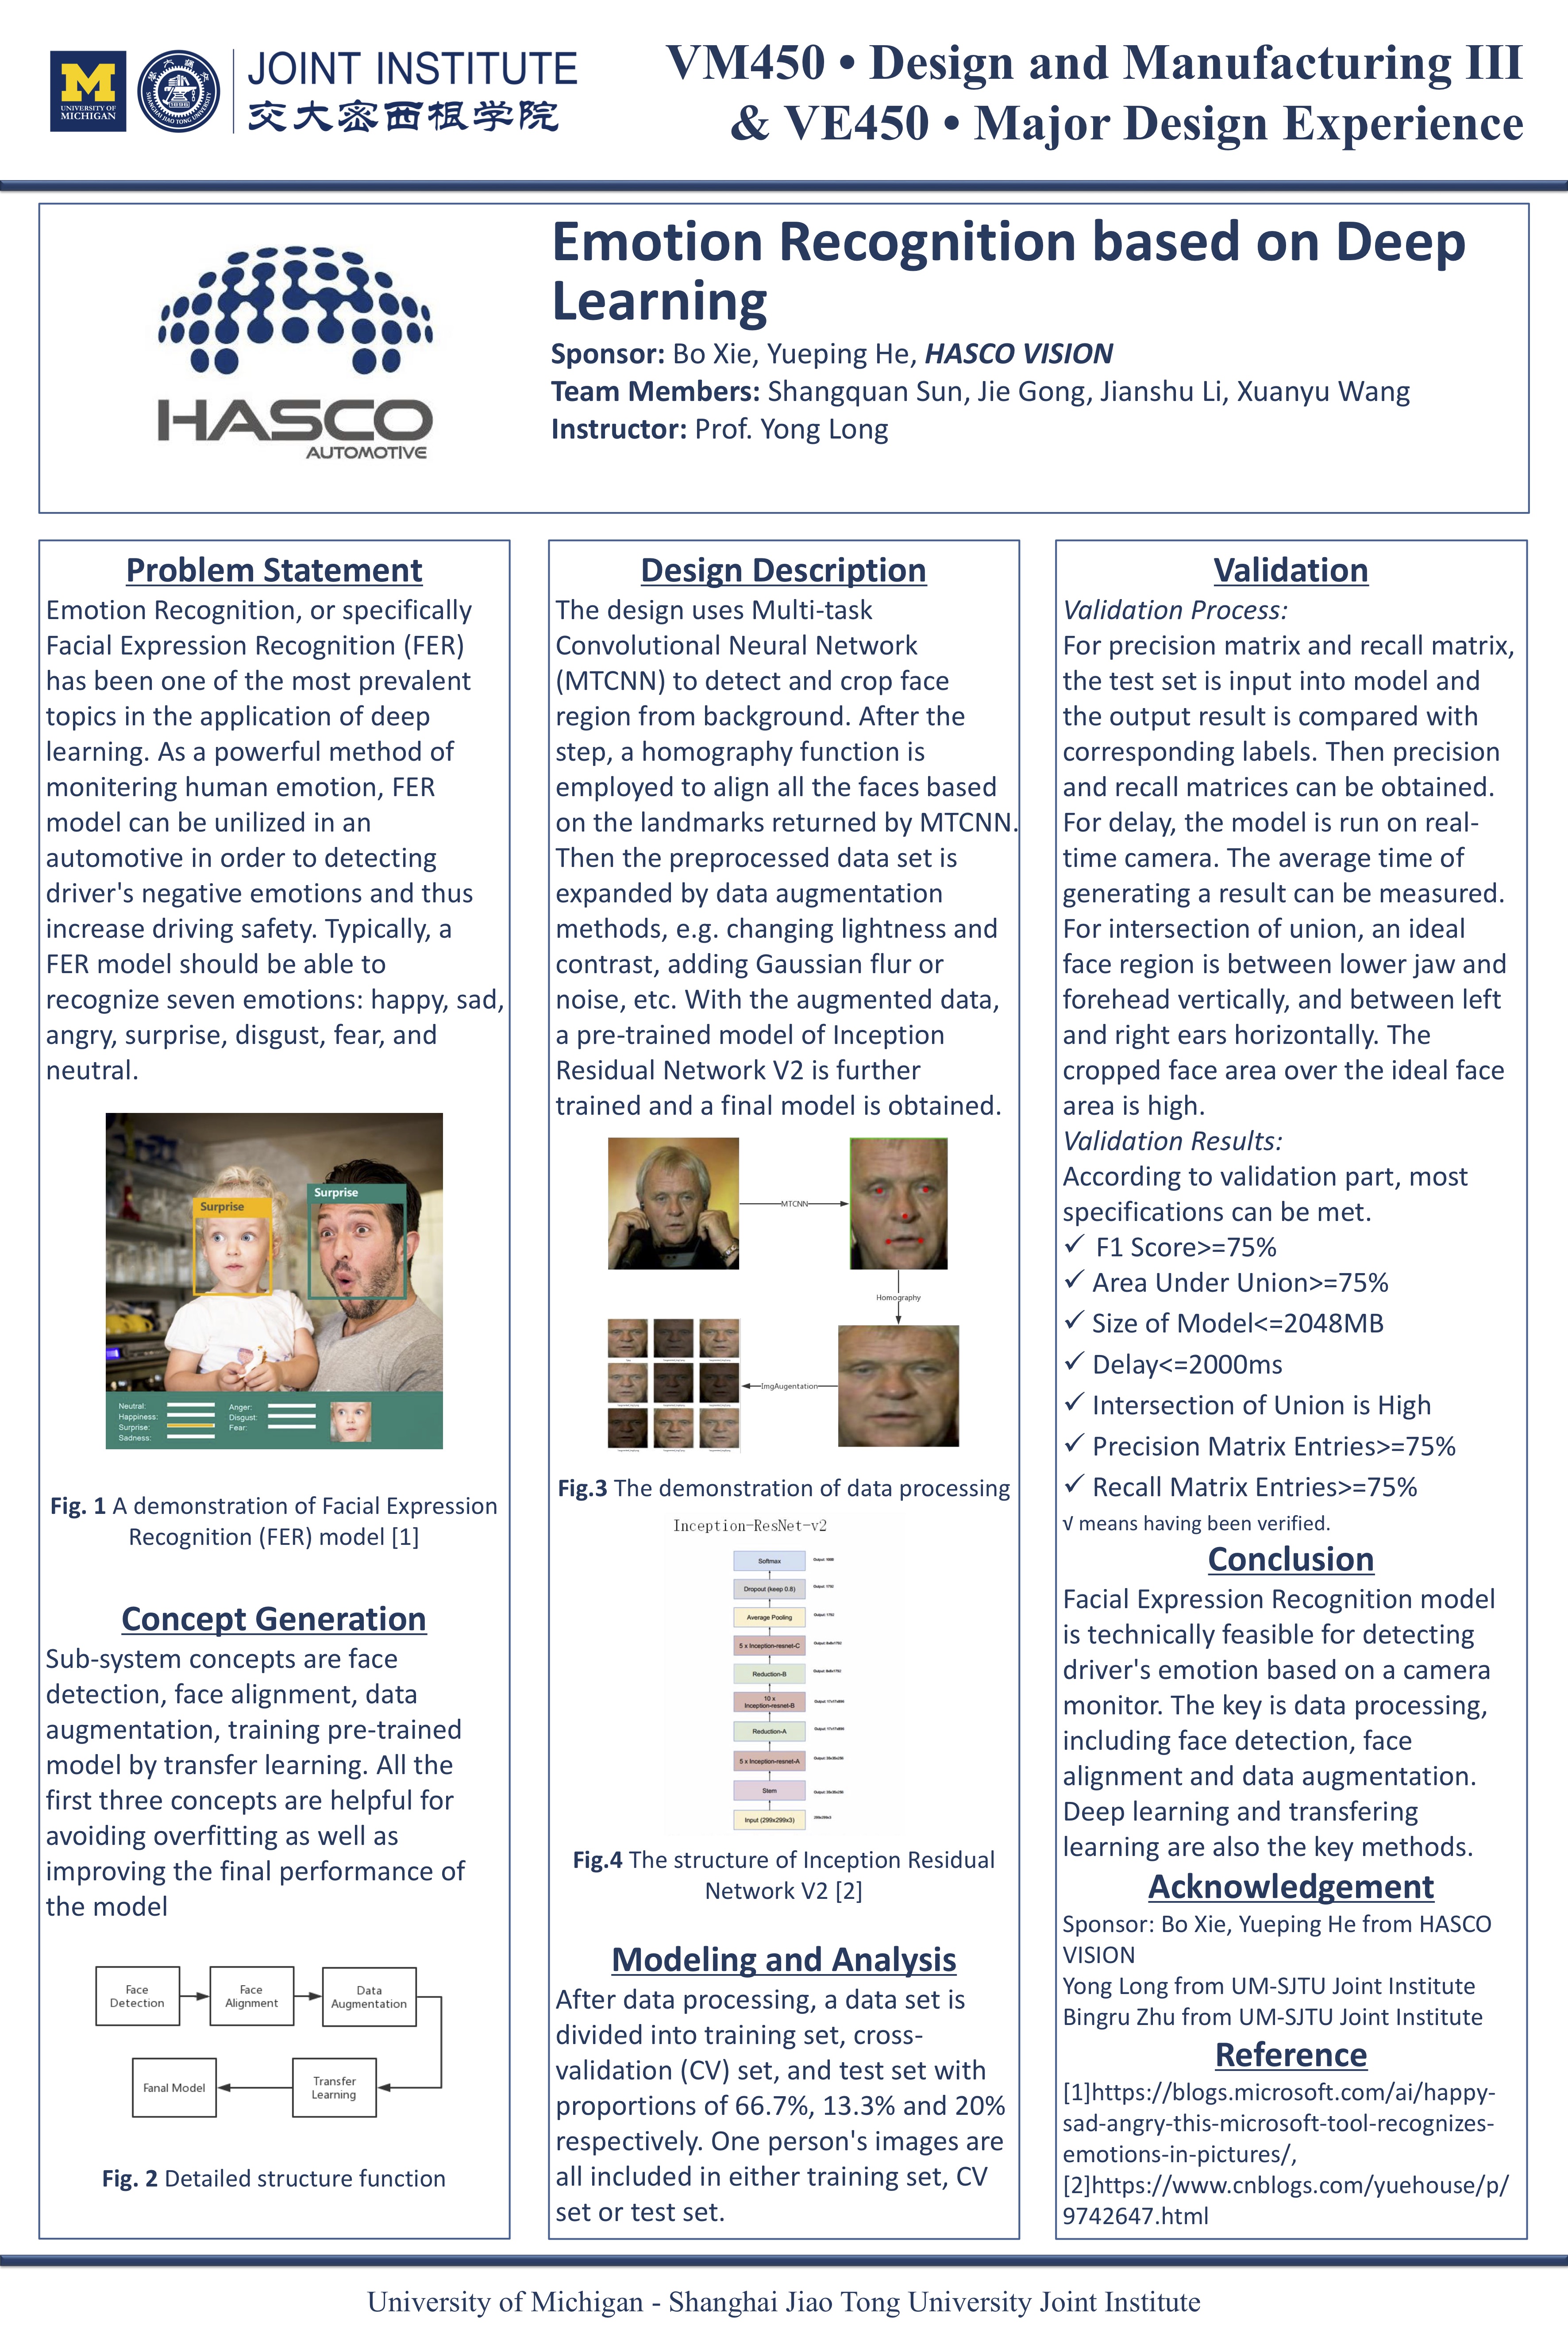 UNIVERSITY OF
MICHIGAN
JOINT INSTITUTE
交大密西根学院
VM450 • Design and Manufacturing III
& VE450 • Major Design Experience
HASCO
AUTOMOTIVE
Emotion Recognition based on Deep
Learning
Sponsor: Bo Xie, Yueping He, HASCO VISION
Team Members: Shangquan Sun, Jie Gong, Jianshu Li, Xuanyu Wang
Instructor: Prof. Yong Long
Problem Statement
Emotion Recognition, or specifically
Facial Expression Recognition (FER)
has been one of the most prevalent
topics in the application of deep
learning. As a powerful method of
monitering human emotion, FER
model can be unilized in an
automotive in order to detecting
driver's negative emotions and thus
increase driving safety. Typically, a
FER model should be able to
recognize seven emotions: happy, sad,
angry, surprise, disgust, fear, and
neutral.
Surprise
Surprise
Neutral:
Happiness:
Surprise:
Sadness:
Anger:
Disgust:
Fear:
Fig. 1 A demonstration of Facial Expression
Recognition (FER) model [1]
Concept Generation
Sub-system concepts are face
detection, face alignment, data
augmentation, training pre-trained
model by transfer learning. All the
first three concepts are helpful for
avoiding overfitting as well as
improving the final performance of
the model
Face
Detection
Face
Alignment
Data
Augmentation
Fanal Model
Transfer
Learning
Fig. 2 Detailed structure function
Design Description
The design uses Multi-task
Convolutional Neural Network
(MTCNN) to detect and crop face
region from background. After the
step, a homography function is
employed to align all the faces based
on the landmarks returned by MTCNN.
Then the preprocessed data set is
expanded by data augmentation
methods, e.g. changing lightness and
contrast, adding Gaussian flur or
noise, etc. With the augmented data,
a pre-trained model of Inception
Residual Network V2 is further
trained and a final model is obtained.
MTCNN
Homography
ImgAugentation
Fig.3 The demonstration of data processing
Inception-ResNet-v2
Softmax
Dropout (keep 0.8)
Average Pooling
5 x Inception-resnet-C
Reduction-B
10 x
Inception-resnet-B
Reduction-A
5 x Inception-resnet-A
Stem
Input (299x299x3)
Fig.4 The structure of Inception Residual
Network V2 [2]
Modeling and Analysis
After data processing, a data set is
divided into training set, cross-
validation (CV) set, and test set with
proportions of 66.7%, 13.3% and 20%
respectively. One person's images are
all included in either training set, CV
set or test set.
Validation
Validation Process:
For precision matrix and recall matrix,
the test set is input into model and
the output result is compared with
corresponding labels. Then precision
and recall matrices can be obtained.
For delay, the model is run on real-
time camera. The average time of
generating a result can be measured.
For intersection of union, an ideal
face region is between lower jaw and
forehead vertically, and between left
and right ears horizontally. The
cropped face area over the ideal face
area is high.
Validation Results:
According to validation part, most
specifications can be met.
✓ F1 Score>=75%
✓ Area Under Union>=75%
✓ Size of Model<=2048MB
✓ Delay<=2000ms
✓ Intersection of Union is High
✓ Precision Matrix Entries>=75%
✓ Recall Matrix Entries>=75%
√ means having been verified.
Conclusion
Facial Expression Recognition model
is technically feasible for detecting
driver's emotion based on a camera
monitor. The key is data processing,
including face detection, face
alignment and data augmentation.
Deep learning and transfering
learning are also the key methods.
Acknowledgement
Sponsor: Bo Xie, Yueping He from HASCO
VISION
Yong Long from UM-SJTU Joint Institute
Bingru Zhu from UM-SJTU Joint Institute
Reference
[1]https://blogs.microsoft.com/ai/happy-
sad-angry-this-microsoft-tool-recognizes-
emotions-in-pictures/,
[2]https://www.cnblogs.com/yuehouse/p/
9742647.html
University of Michigan - Shanghai Jiao Tong University Joint Institute